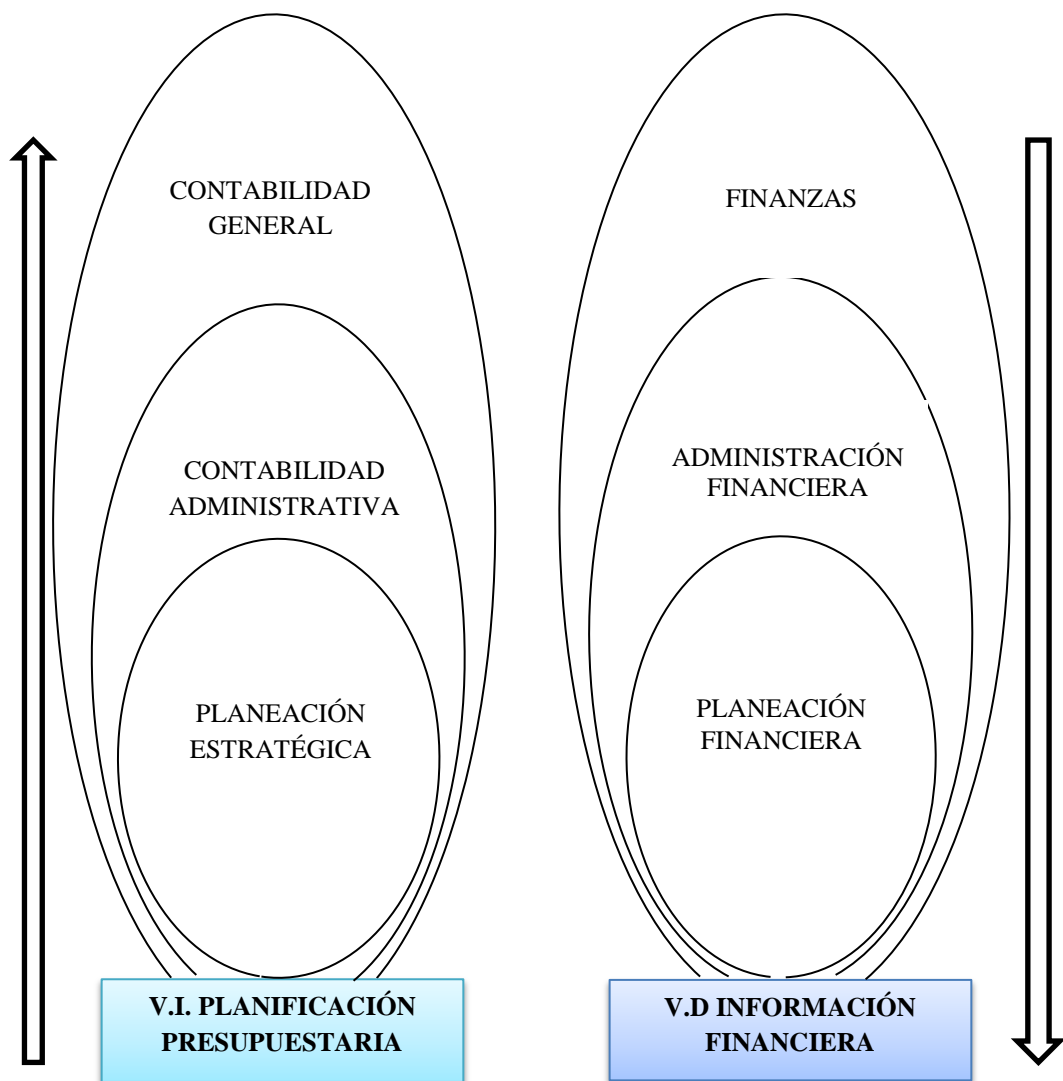 CONTABILIDAD
GENERAL
CONTABILIDAD
ADMINISTRATIVA
PLANEACIÓN
ESTRATÉGICA
V.I. PLANIFICACIÓN
PRESUPUESTARIA
FINANZAS
ADMINISTRACIÓN
FINANCIERA
PLANEACIÓN
FINANCIERA
V.D INFORMACIÓN
FINANCIERA